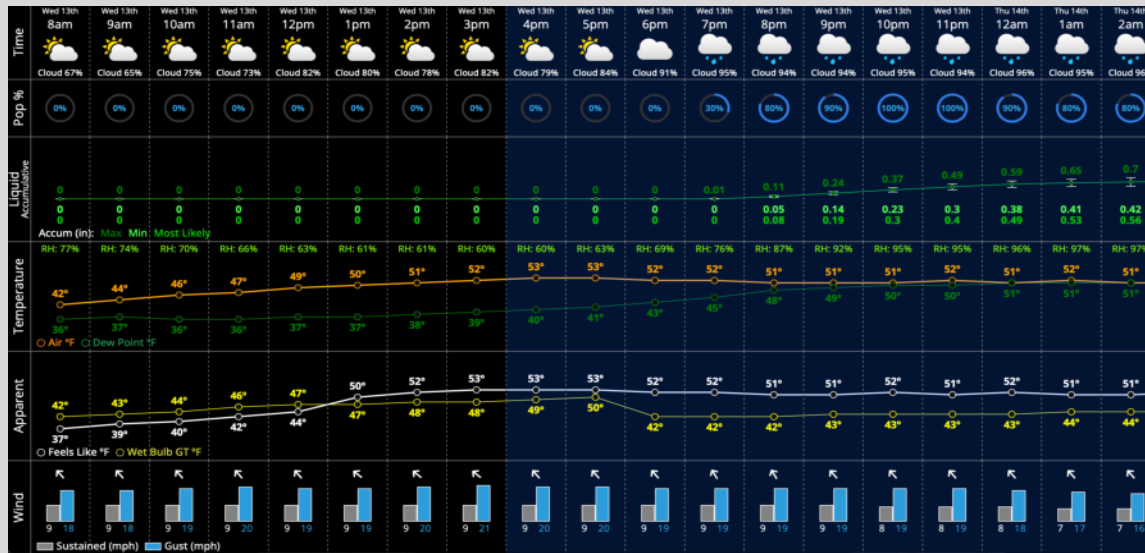 Time
Wed 13th Wed 13th Wed 13th Wed 13th Wed 13th Wed 13th Wed 13th Wed 13th Wed 13th Wed 13th Wed 13th Wed 13th Wed 13th Wed 13th Wed 13th Wed 13th Thu 14th Thu 14th Thu 14th
8am 9am 10am 11am 12pm 1pm 2pm 3pm 4pm 5pm 6pm 7pm 8pm 9pm 10pm 11pm 12am 1am 2am
Cloud 67% Cloud 65% Cloud 75% Cloud 73% Cloud 82% Cloud 80% Cloud 78% Cloud 82% Cloud 79% Cloud 84% Cloud 91% Cloud 95% Cloud 94% Cloud 94% Cloud 95% Cloud 94% Cloud 96% Cloud 95% Cloud 96
Pop %
0% 0% 0% 0% 0% 0% 0% 0% 0% 0% 0% 30% 80% 90% 100% 100% 90% 80% 80%
Liquid
Accumulative
0 0 0 0 0 0 0 0 0 0 0 0.01 0.11 0.24 0.37 0.49 0.59 0.65 0.7
0 0 0 0 0 0 0 0 0 0 0 0 0.05 0.14 0.23 0.3 0.38 0.41 0.42
0 0 0 0 0 0 0 0 0 0 0 0 0.08 0.19 0.3 0.4 0.49 0.53 0.56
Accum (in): Max Min Most Likely
Temperature
RH: 77% RH: 74% RH: 70% RH: 66% RH: 63% RH: 61% RH: 61% RH: 60% RH: 60% RH: 63% RH: 69% RH: 76% RH: 87% RH: 92% RH: 95% RH: 95% RH: 96% RH: 97% RH: 97%
42° 44° 46° 47° 49° 50° 51° 52° 53° 53° 52° 52° 51° 51° 51° 52° 51° 52° 51°
36° 37° 36° 36° 37° 37° 38° 39° 40° 41° 43° 45° 48° 49° 50° 50° 51° 51° 51°
Air °F Dew Point °F
Apparent
37° 39° 40° 42° 44° 50° 52° 53° 53° 53° 52° 52° 51° 51° 52° 51° 52° 51° 51°
42° 43° 44° 46° 47° 47° 48° 48° 49° 50° 42° 42° 42° 43° 43° 43° 43° 44° 44°
Feels Like °F Wet Bulb GT °F
Wind
9 18 9 18 9 19 9 20 9 19 9 19 9 20 9 21 9 20 9 19 9 19 9 19 9 19 9 19 8 19 8 19 8 18 7 17 7 16
Sustained (mph) Gust (mph)